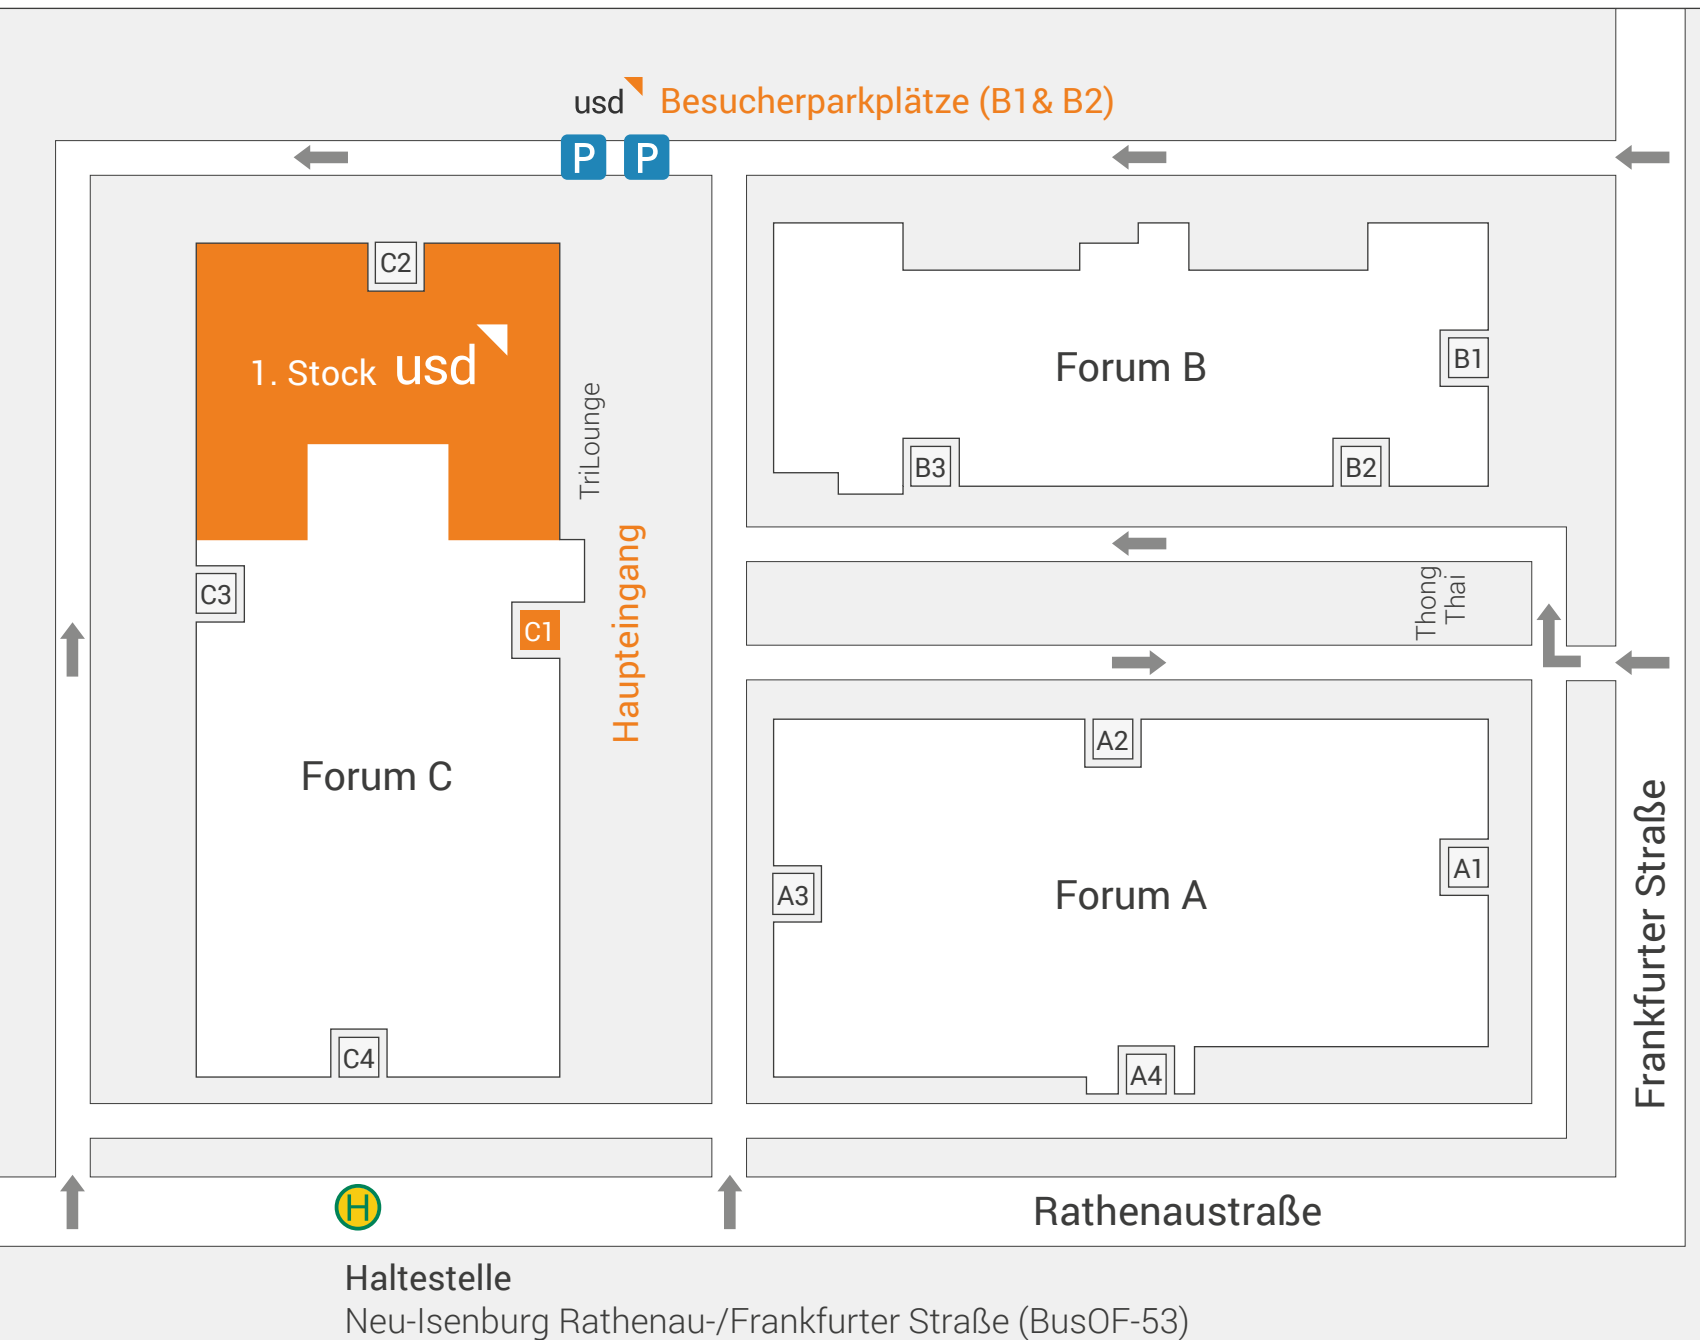 usd Besucherparkplätze (B1& B2)
P P
C2
1. Stock usd
TriLounge
Haupteingang
C3
C1
Forum C
C4
Forum B
B1
B3
B2
Thong
Thai
A2
A3
Forum A
A1
A4
Frankfurter Straße
H
Rathenaustraße
Haltestelle
Neu-Isenburg Rathenau-/Frankfurter Straße (BusOF-53)